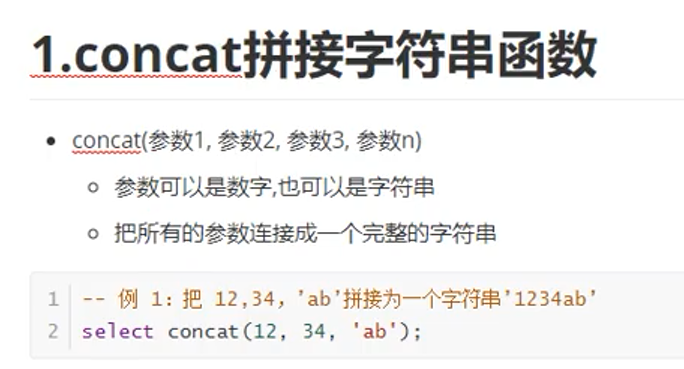 1.concat拼接字符串函数
concat(参数1, 参数2, 参数3, 参数n)
参数可以是数字,也可以是字符串
把所有的参数连接成一个完整的字符串
1 -- 例 1：把 12,34，’ab’拼接为一个字符串’1234ab’
2 select concat(12, 34, 'ab');